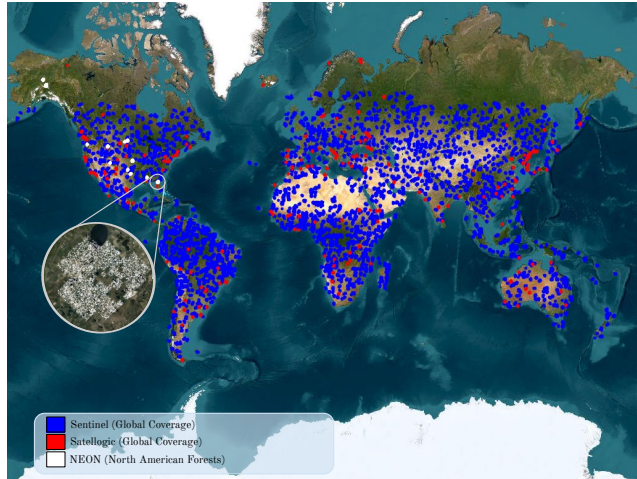 Sentinel (Global Coverage)
Satellogic (Global Coverage)
NEON (North American Forests)